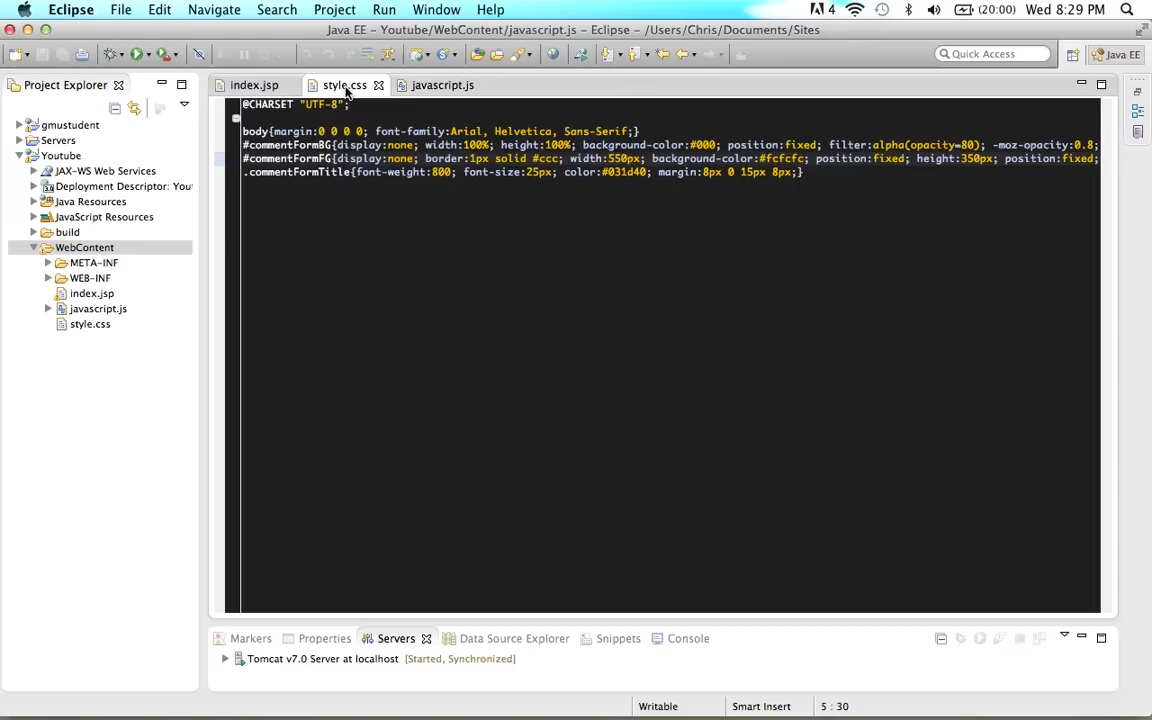 Eclipse File Edit Navigate Search Project Run Window Help 4 (20:00) Wed 8:29 PM
Java EE – Youtube/WebContent/javascript.js – Eclipse – /Users/Chris/Documents/Sites
Quick Access Java EE
Project Explorer
index.jsp style.css javascript.js
gmustudent
Servers
Youtube
JAX-WS Web Services
Deployment Descriptor: You
Java Resources
JavaScript Resources
build
WebContent
META-INF
WEB-INF
index.jsp
javascript.js
style.css
@CHARSET "UTF-8";
body{margin:0 0 0 0; font-family:Arial, Helvetica, Sans-Serif;}
#commentFormBG{display:none; width:100%; height:100%; background-color:#000; position:fixed; filter:alpha(opacity=80); -moz-opacity:0.8;
#commentFormFG{display:none; border:1px solid #ccc; width:550px; background-color:#fcfcfc; position:fixed; height:350px; position:fixed;
.commentFormTitle{font-weight:800; font-size:25px; color:#031d40; margin:8px 0 15px 8px;}
Markers Properties Servers Data Source Explorer Snippets Console
Tomcat v7.0 Server at localhost [Started, Synchronized]
Writable Smart Insert 5 : 30